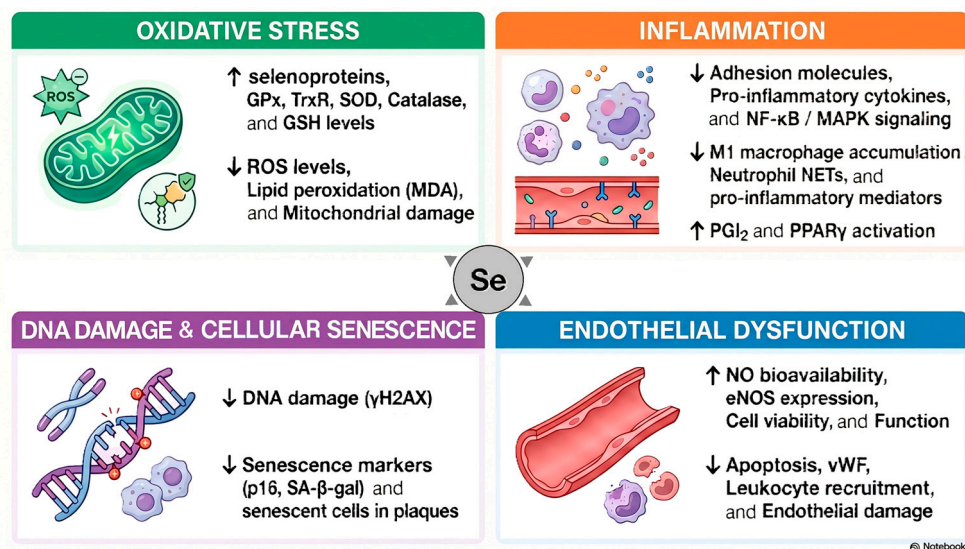 OXIDATIVE STRESS
ROS
↑ selenoproteins,
GPx, TrxR, SOD, Catalase,
and GSH levels
↓ ROS levels,
Lipid peroxidation (MDA),
and Mitochondrial damage
INFLAMMATION
↓ Adhesion molecules,
Pro-inflammatory cytokines,
and NF-κB / MAPK signaling
↓ M1 macrophage accumulation
Neutrophil NETs, and
pro-inflammatory mediators
↑ PGI₂ and PPARγ activation
Se
DNA DAMAGE & CELLULAR SENESCENCE
↓ DNA damage (γH2AX)
↓ Senescence markers
(p16, SA-β-gal) and
senescent cells in plaques
ENDOTHELIAL DYSFUNCTION
↑ NO bioavailability,
eNOS expression,
Cell viability, and Function
↓ Apoptosis, vWF,
Leukocyte recruitment,
and Endothelial damage
Notebook